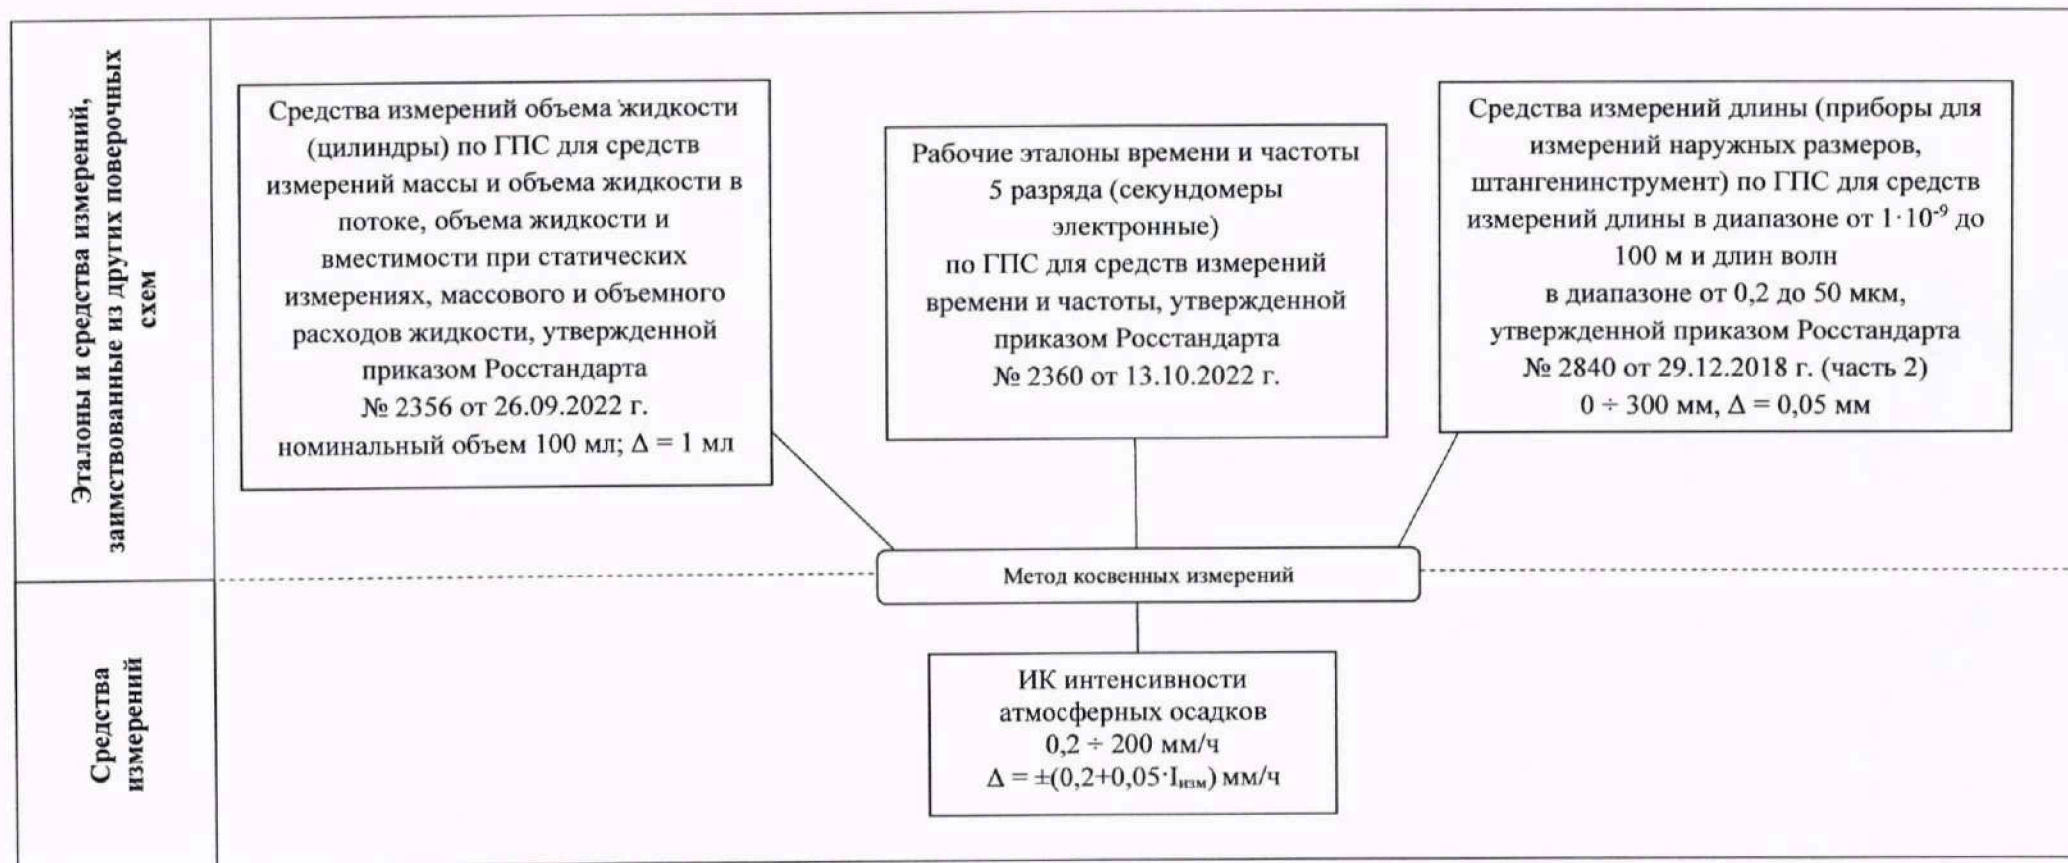 Эталоны и средства измерений,
заимствованные из других поверочных
схем
Средства измерений объема жидкости
(цилиндры) по ГПС для средств
измерений массы и объема жидкости в
потоке, объема жидкости и
вместимости при статических
измерениях, массового и объемного
расходов жидкости, утвержденной
приказом Росстандарта
№ 2356 от 26.09.2022 г.
номинальный объем 100 мл; Δ = 1 мл
Рабочие эталоны времени и частоты
5 разряда (секундомеры
электронные)
по ГПС для средств измерений
времени и частоты, утвержденной
приказом Росстандарта
№ 2360 от 13.10.2022 г.
Средства измерений длины (приборы для
измерений наружных размеров,
штангенинструмент) по ГПС для средств
измерений длины в диапазоне от 1·10⁻⁹ до
100 м и длин волн
в диапазоне от 0,2 до 50 мкм,
утвержденной приказом Росстандарта
№ 2840 от 29.12.2018 г. (часть 2)
0 ÷ 300 мм, Δ = 0,05 мм
Метод косвенных измерений
Средства
измерений
ИК интенсивности
атмосферных осадков
0,2 ÷ 200 мм/ч
Δ = ±(0,2+0,05·Iизм) мм/ч